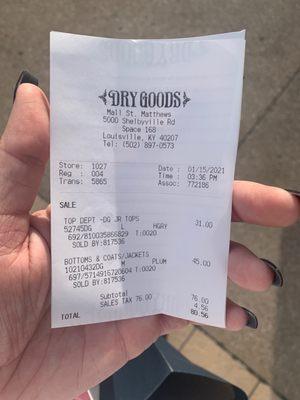 DRY GOODS
Mall St. Matthews
5000 Shelbyville Rd
Space 168
Louisville, KY 40207
Tel: (502) 897-0573
Store: 1027 Date : 01/15/2021
Reg : 004 Time : 03:36 PM
Trans: 5865 Assoc: 772186
SALE
TOP DEPT -DG JR TOPS 31.00
52745DG L HGRY
692/810035866829 T:0020
SOLD BY:817536
BOTTOMS & COATS/JACKETS 45.00
10210432DG M PLUM
697/5714916720604 T:0020
SOLD BY:817536
Subtotal 76.00
SALES TAX 76.00 4.56
TOTAL 80.56